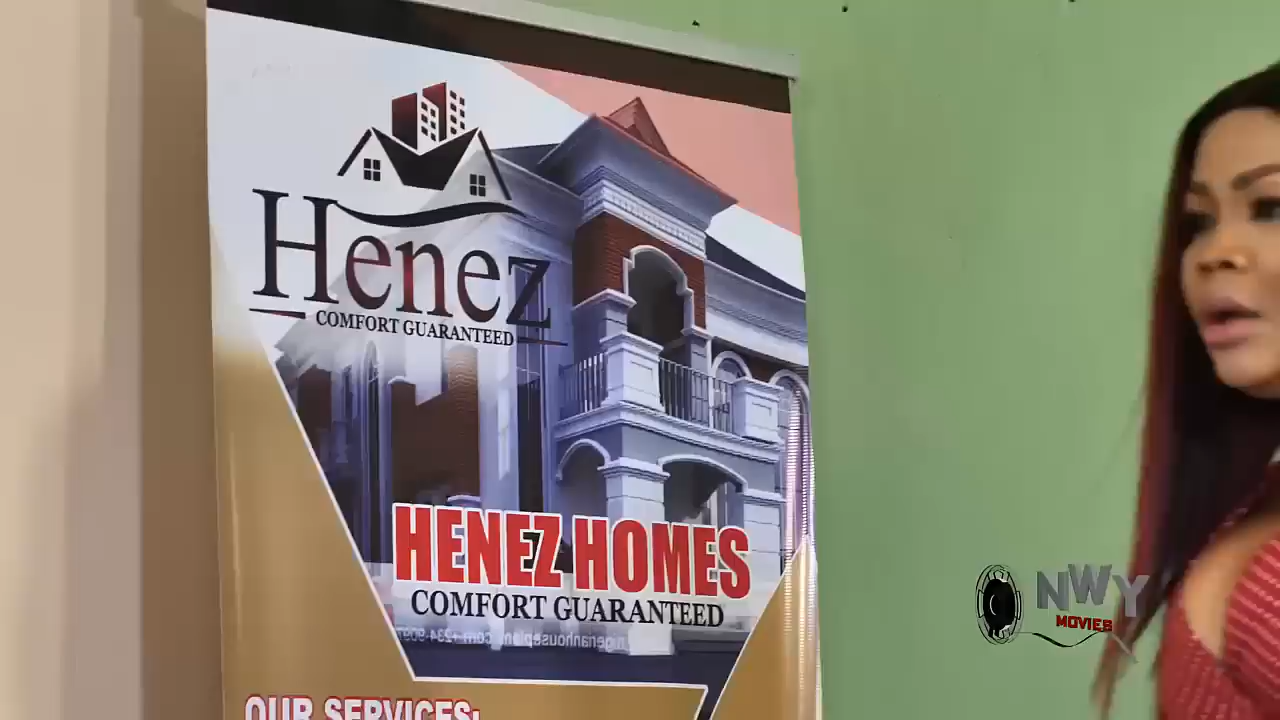 Henez
COMFORT GUARANTEED
HENEZ HOMES
COMFORT GUARANTEED
OUR SERVICES:
NWY
MOVIES